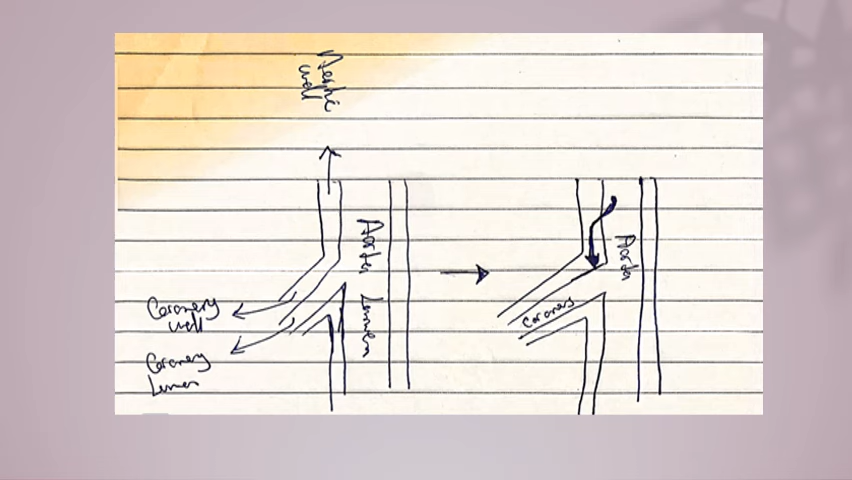 Aortic
wall
Aorta Lumen
Coronary
wall
Coronary
Lumen
Aorta
Coronary